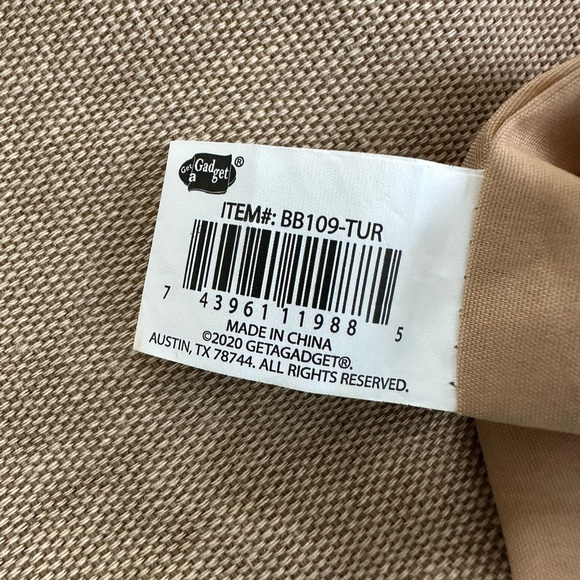 Get a Gadget®
ITEM#: BB109-TUR
7 43961 11988 5
MADE IN CHINA
©2020 GETAGADGET®.
AUSTIN, TX 78744. ALL RIGHTS RESERVED.